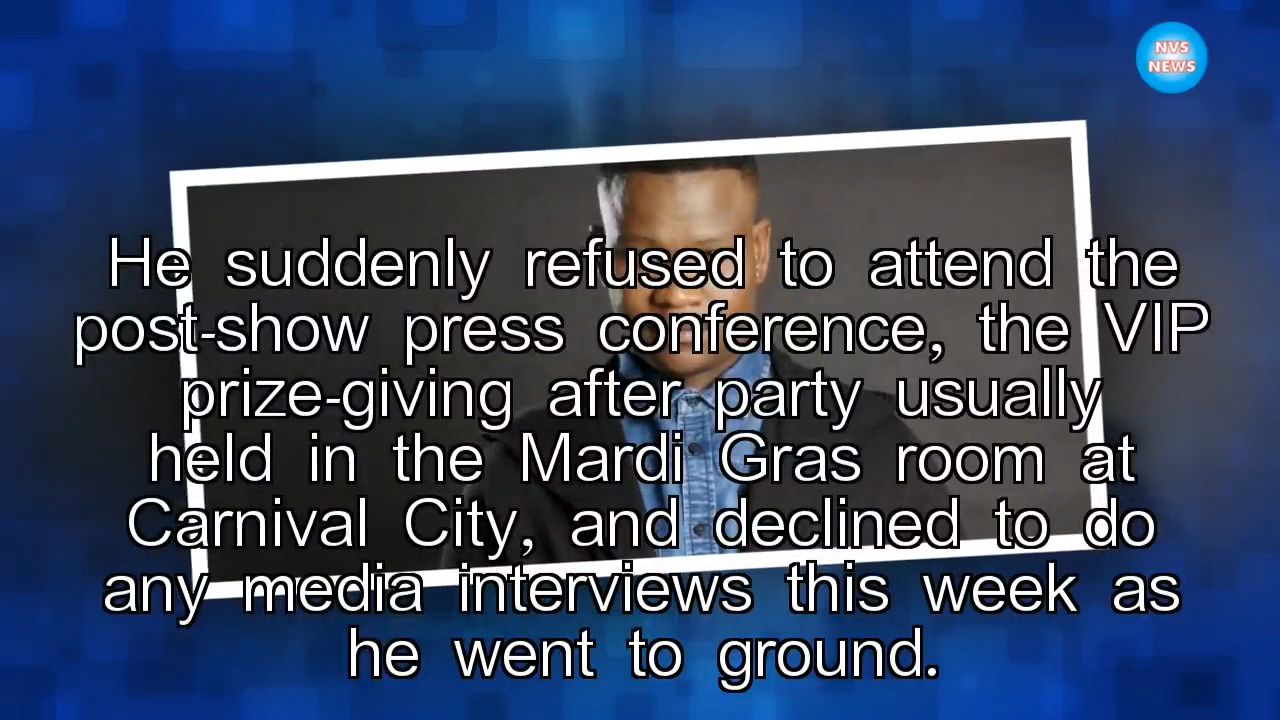 NVS
NEWS
He suddenly refused to attend the
post-show press conference, the VIP
prize-giving after party usually
held in the Mardi Gras room at
Carnival City, and declined to do
any media interviews this week as
he went to ground.